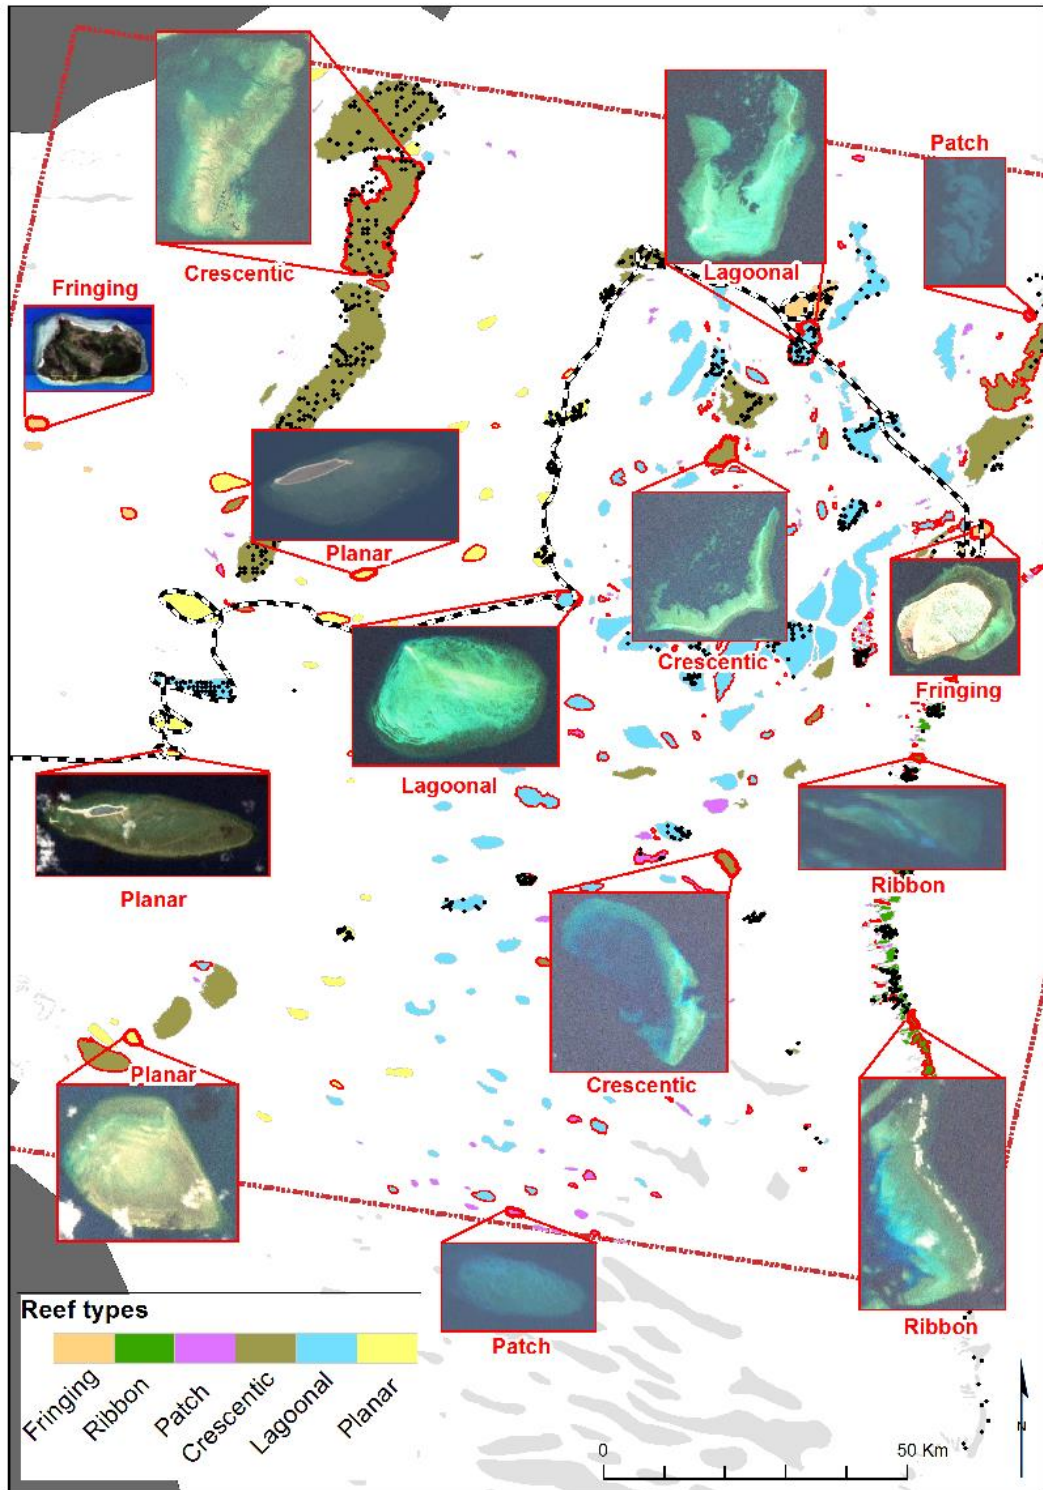 Patch
Crescentic
Lagoonal
Fringing
Planar
Crescentic
Fringing
Lagoonal
Planar
Ribbon
Planar
Crescentic
Ribbon
Patch
Reef types
Fringing
Ribbon
Patch
Crescentic
Lagoonal
Planar
0 50 Km
N